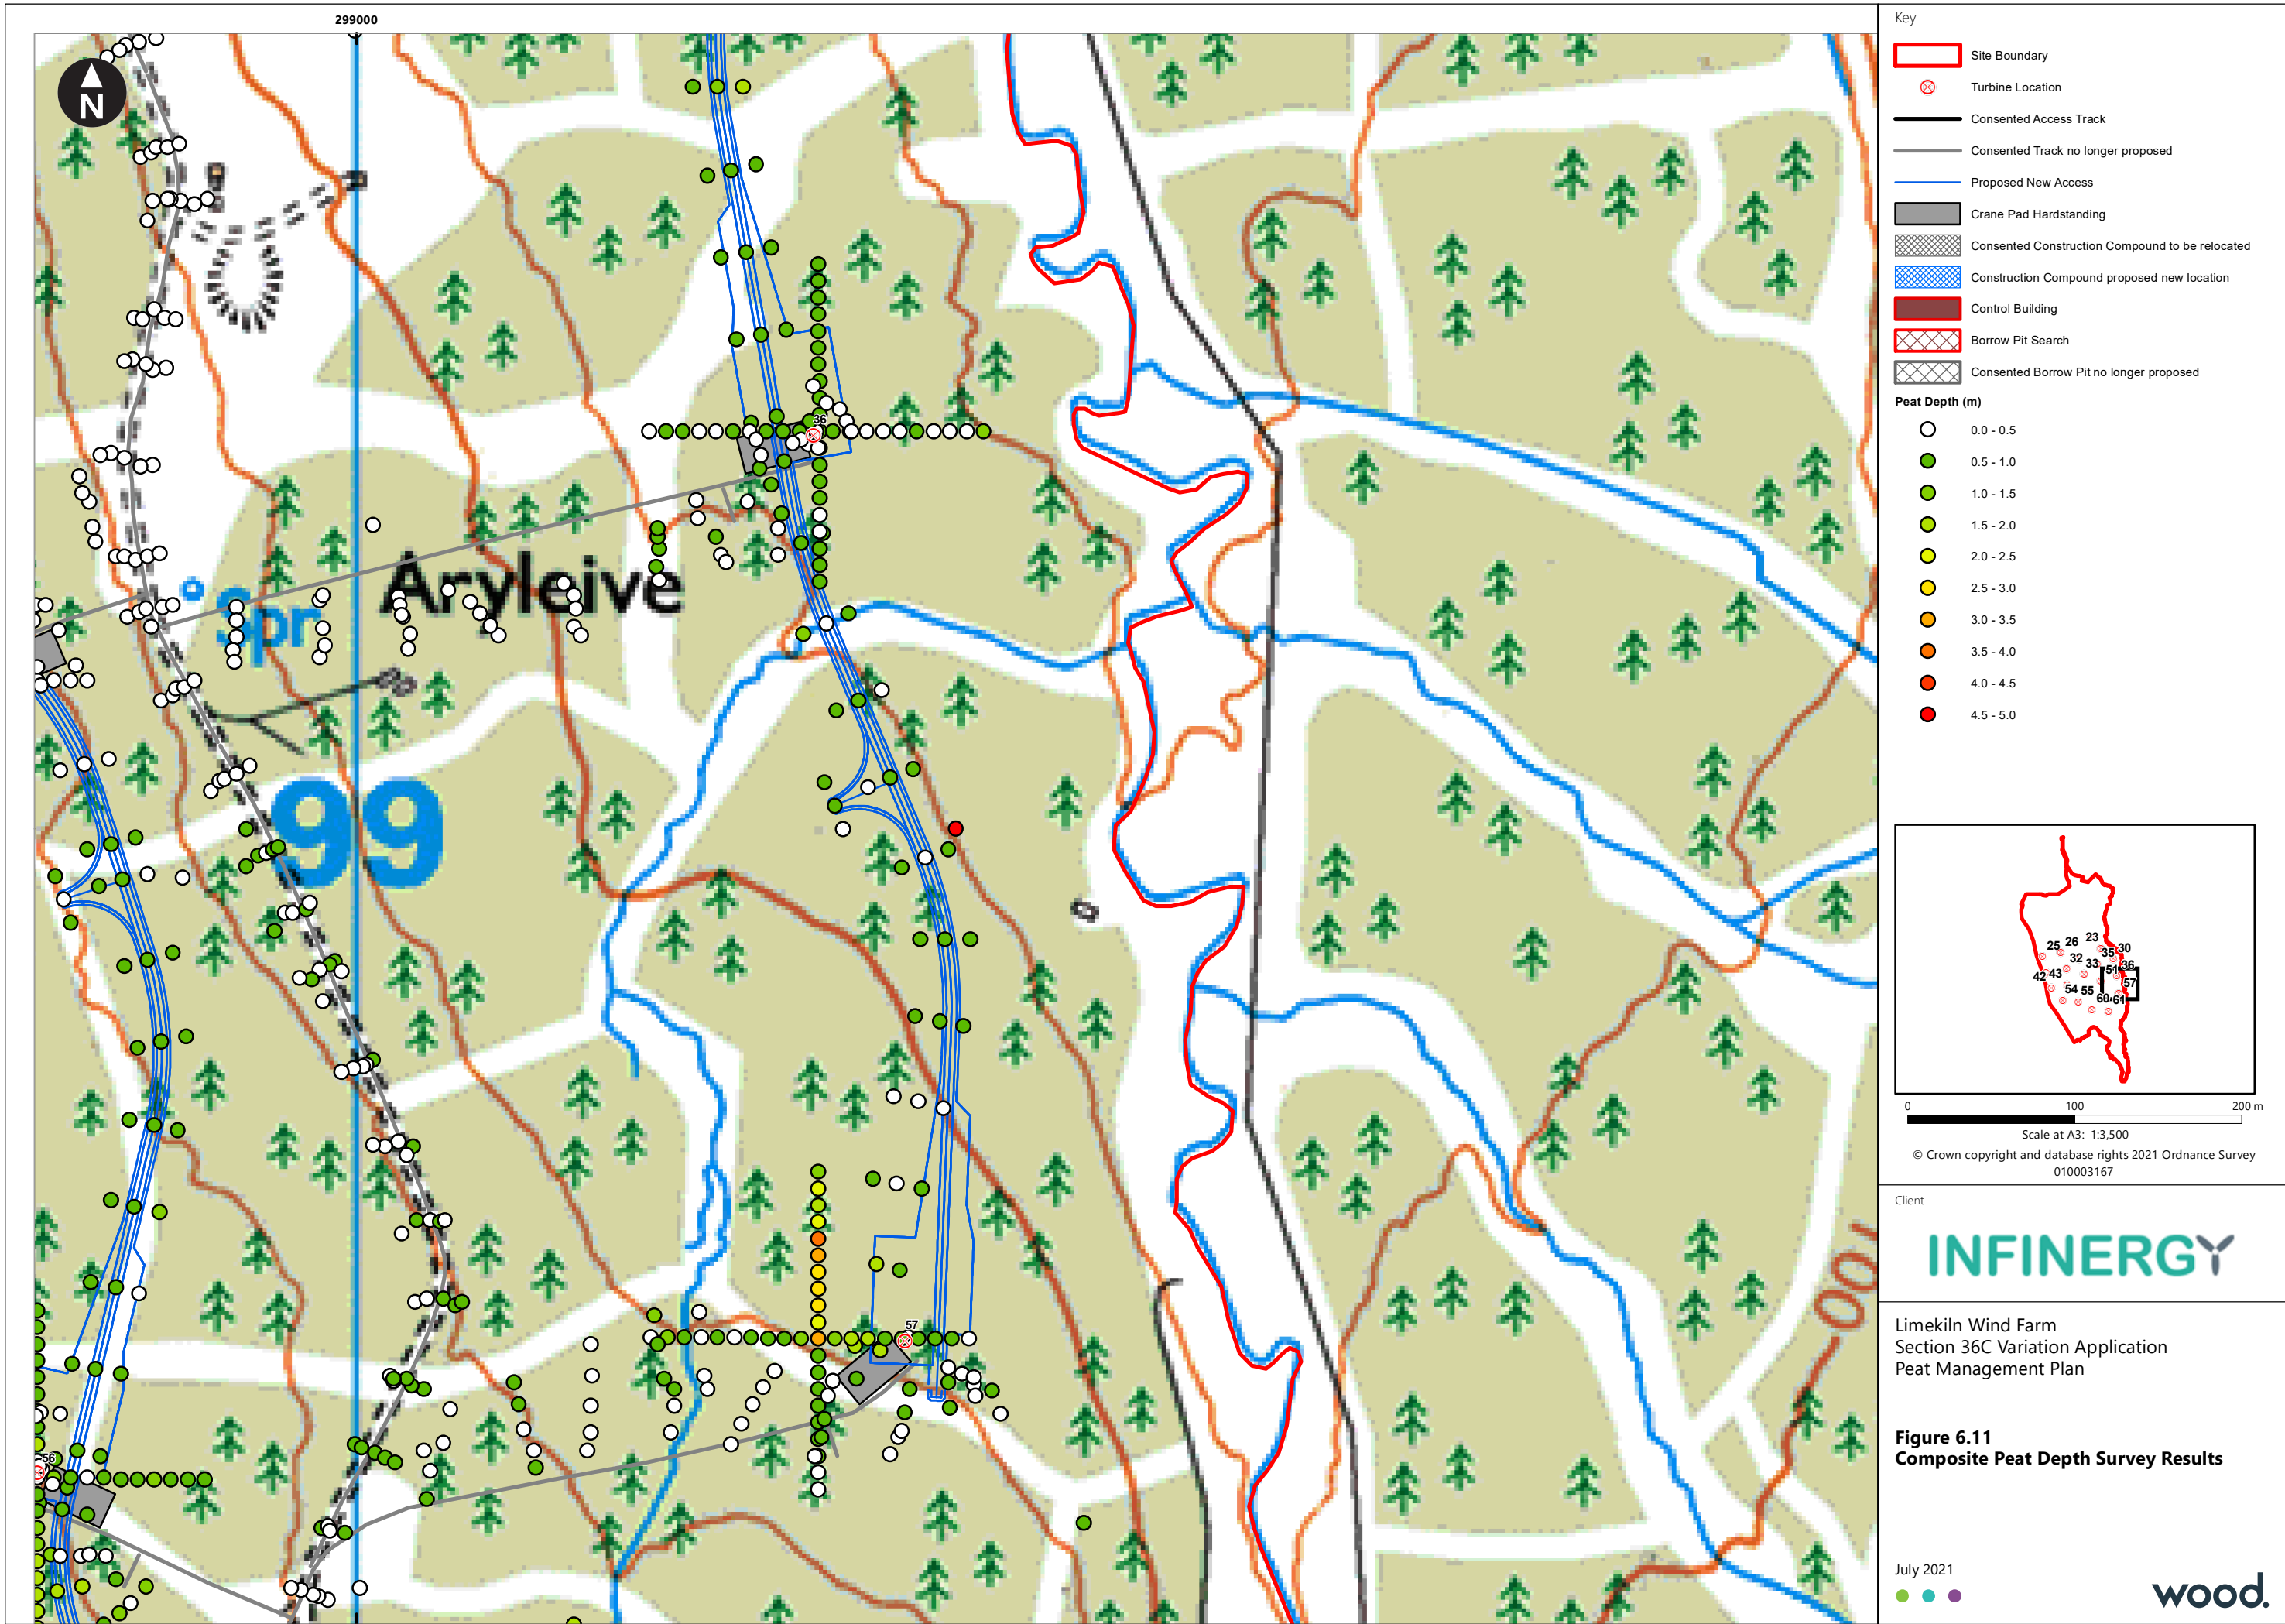 299000
N
36
Aryleive
Spr
99
57
56
100
Key
Site Boundary
Turbine Location
Consented Access Track
Consented Track no longer proposed
Proposed New Access
Crane Pad Hardstanding
Consented Construction Compound to be relocated
Construction Compound proposed new location
Control Building
Borrow Pit Search
Consented Borrow Pit no longer proposed
Peat Depth (m)
0.0 - 0.5
0.5 - 1.0
1.0 - 1.5
1.5 - 2.0
2.0 - 2.5
2.5 - 3.0
3.0 - 3.5
3.5 - 4.0
4.0 - 4.5
4.5 - 5.0
25 26 23 30
32 33 35 36
42 43 51 57
54 55 60 61
0 100 200 m
Scale at A3: 1:3,500
© Crown copyright and database rights 2021 Ordnance Survey
010003167
Client
INFINERGY
Limekiln Wind Farm
Section 36C Variation Application
Peat Management Plan
Figure 6.11
Composite Peat Depth Survey Results
July 2021
wood.